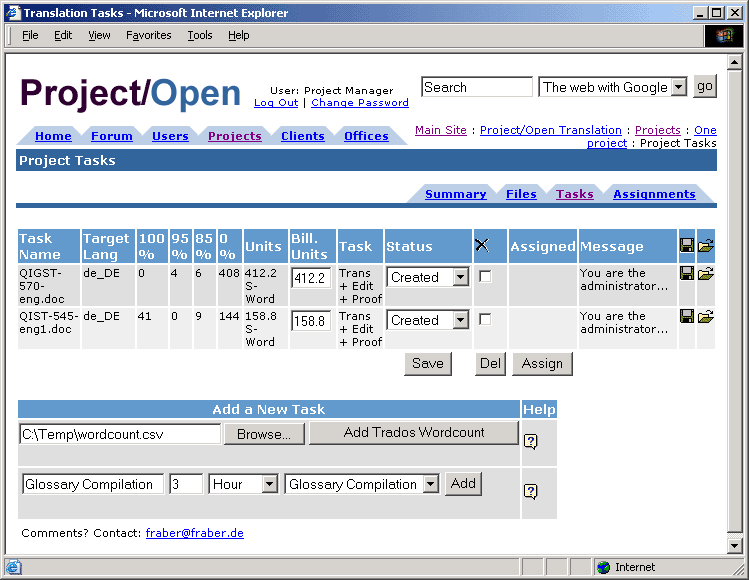 Translation Tasks - Microsoft Internet Explorer
File Edit View Favorites Tools Help
Project/Open
User: Project Manager
Log Out | Change Password
Search
The web with Google
go
Home Forum Users Projects Clients Offices
Main Site : Project/Open Translation : Projects : One
project : Project Tasks
Project Tasks
Summary Files Tasks Assignments
Task Target 100 95 85 0 Bill.
Name Lang % % % % Units Units Task Status Assigned Message
QIGST- de_DE 0 4 6 408 412.2 412.2 Trans Created You are the
570- S- + Edit administrator...
eng.doc Word + Proof
QIST-545- de_DE 41 0 9 144 158.8 158.8 Trans Created You are the
eng1.doc S- + Edit administrator...
Word + Proof
Save Del Assign
Add a New Task Help
C:\Temp\wordcount.csv Browse... Add Trados Wordcount ?
Glossary Compilation 3 Hour Glossary Compilation Add ?
Comments? Contact: fraber@fraber.de
Internet